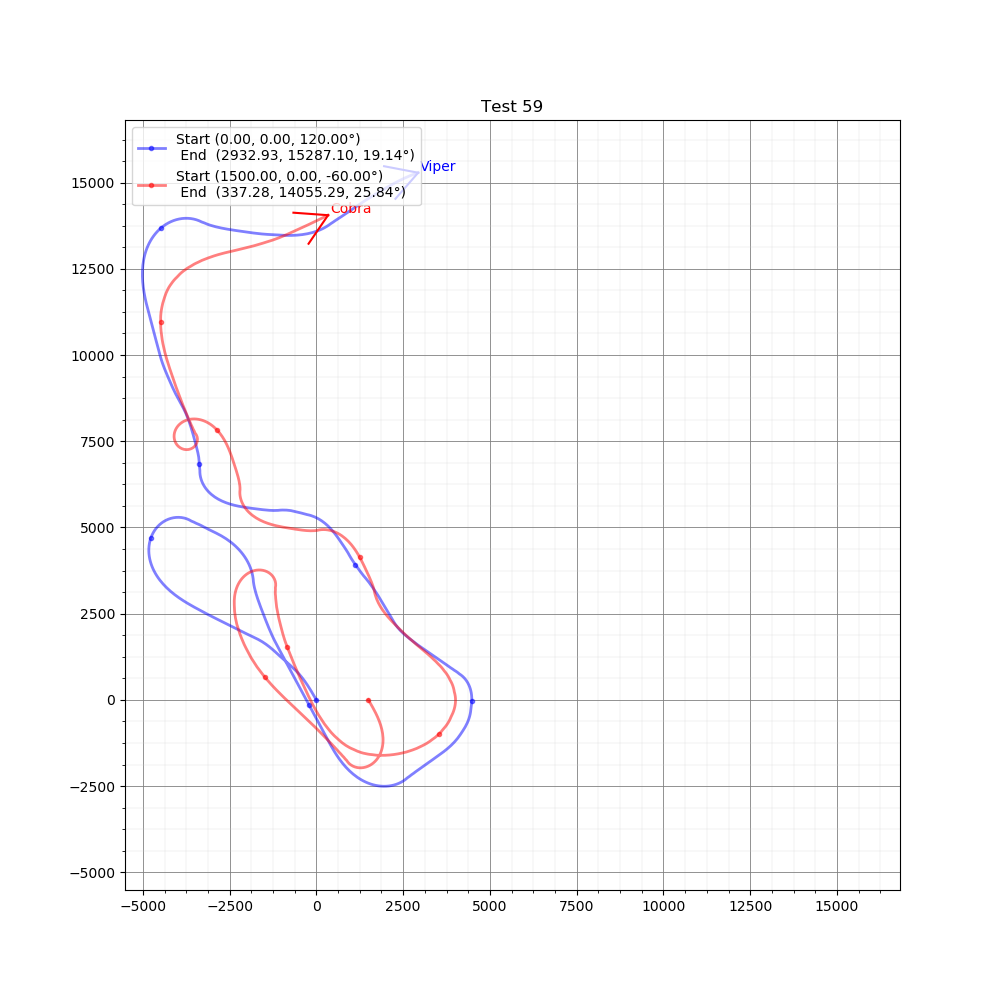 Test 59
Start (0.00, 0.00, 120.00°)
End  (2932.93, 15287.10, 19.14°)
Start (1500.00, 0.00, -60.00°)
End  (337.28, 14055.29, 25.84°)
Viper
Cobra
15000
12500
10000
7500
5000
2500
0
−2500
−5000
−5000 −2500 0 2500 5000 7500 10000 12500 15000